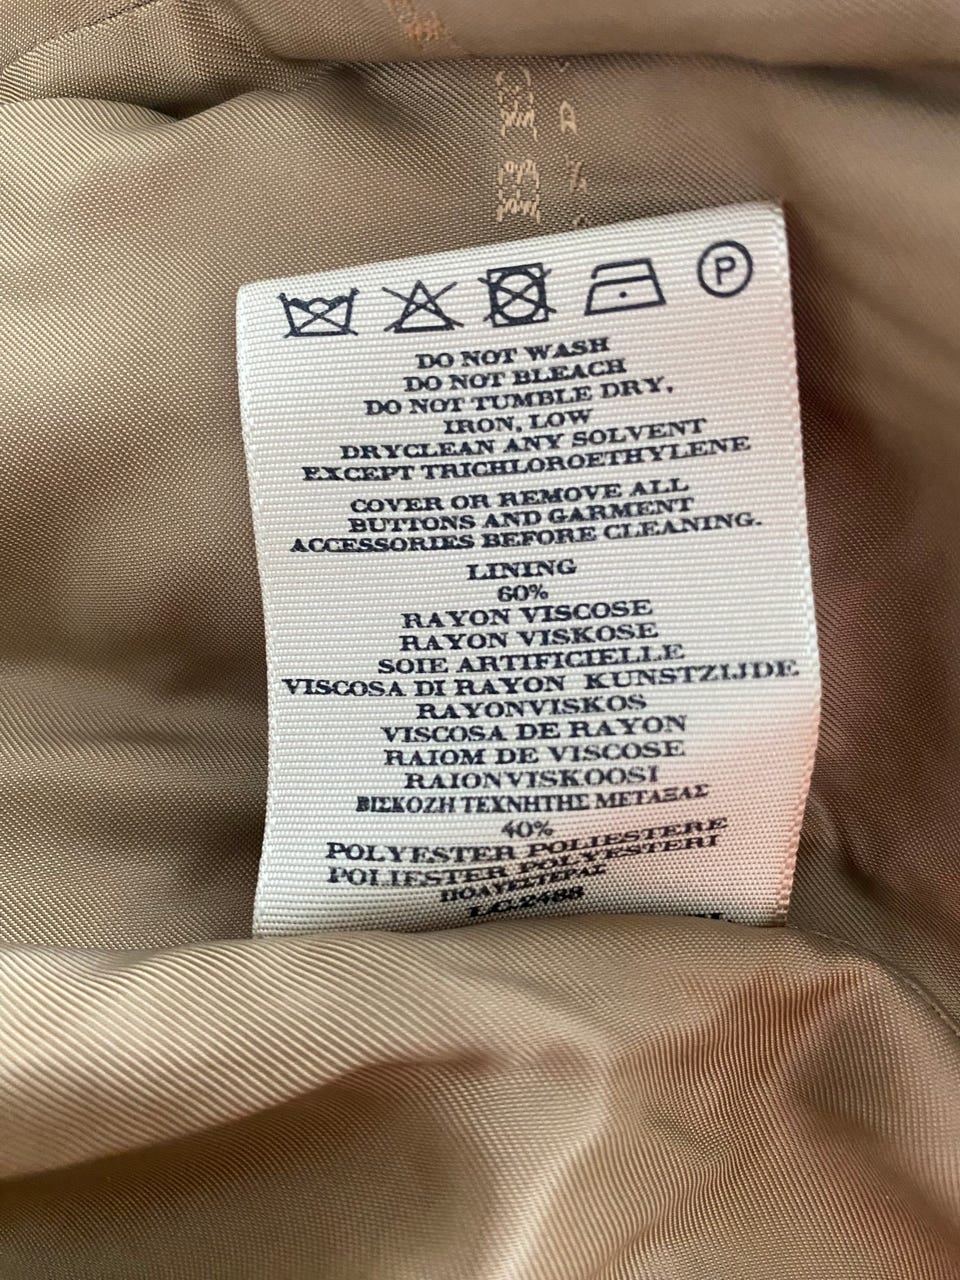 P
DO NOT WASH
DO NOT BLEACH
DO NOT TUMBLE DRY,
IRON, LOW
DRYCLEAN ANY SOLVENT
EXCEPT TRICHLOROETHYLENE
COVER OR REMOVE ALL
BUTTONS AND GARMENT
ACCESSORIES BEFORE CLEANING.
LINING
60%
RAYON VISCOSE
RAYON VISKOSE
SOIE ARTIFICIELLE
VISCOSA DI RAYON KUNSTZIJDE
RAYONVISKOS
VISCOSA DE RAYON
RAIOM DE VISCOSE
RAIONVISKOOSI
ΒΙΣΚΟΖΗ ΤΕΧΝΗΤΗΣ ΜΕΤΑΞΑΣ
40%
POLYESTER POLIESTERE
POLIESTER POLYESTERI
ΠΟΛΥΕΣΤΕΡΑΣ